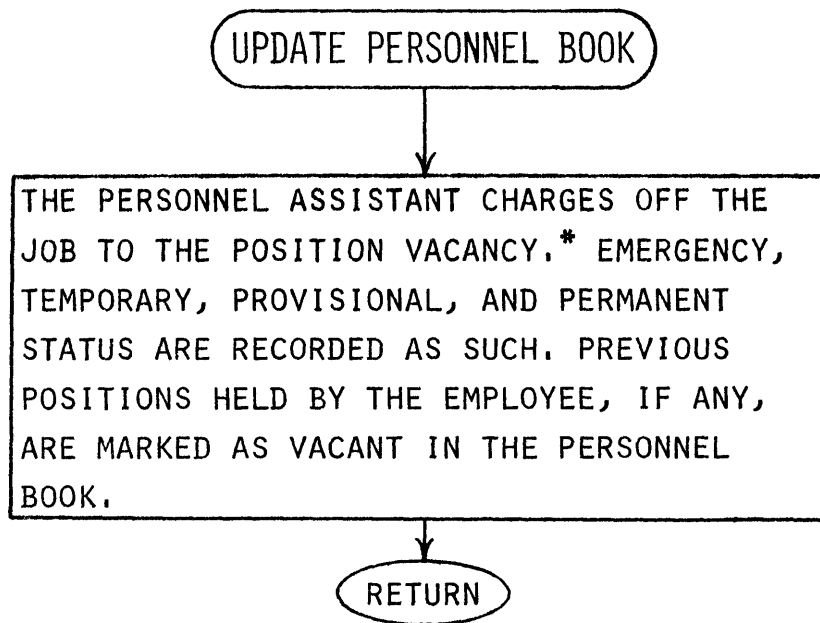 UPDATE PERSONNEL BOOK
THE PERSONNEL ASSISTANT CHARGES OFF THE
JOB TO THE POSITION VACANCY.* EMERGENCY,
TEMPORARY, PROVISIONAL, AND PERMANENT
STATUS ARE RECORDED AS SUCH. PREVIOUS
POSITIONS HELD BY THE EMPLOYEE, IF ANY,
ARE MARKED AS VACANT IN THE PERSONNEL
BOOK.
RETURN